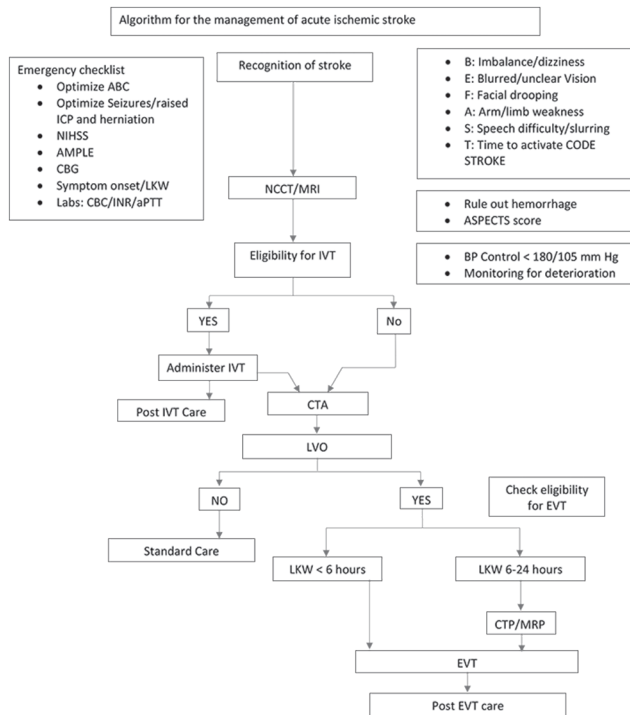 Algorithm for the management of acute ischemic stroke
Emergency checklist
• Optimize ABC
• Optimize Seizures/raised
ICP and herniation
• NIHSS
• AMPLE
• CBG
• Symptom onset/LKW
• Labs: CBC/INR/aPTT
Recognition of stroke
• B: Imbalance/dizziness
• E: Blurred/unclear Vision
• F: Facial drooping
• A: Arm/limb weakness
• S: Speech difficulty/slurring
• T: Time to activate CODE
STROKE
NCCT/MRI
• Rule out hemorrhage
• ASPECTS score
Eligibility for IVT
• BP Control < 180/105 mm Hg
• Monitoring for deterioration
YES
No
Administer IVT
Post IVT Care
CTA
LVO
NO
YES
Check eligibility
for EVT
Standard Care
LKW < 6 hours
LKW 6-24 hours
CTP/MRP
EVT
Post EVT care